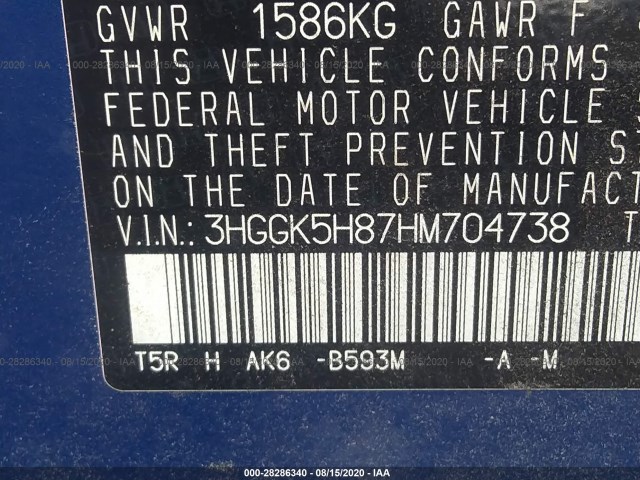 GVWR 1586KG GAWR F
THIS VEHICLE CONFORMS
FEDERAL MOTOR VEHICLE
AND THEFT PREVENTION S
ON THE DATE OF MANUFACT
V.I.N.: 3HGGK5H87HM704738 T
T5R H AK6 -B593M -A -M
000-28286340 - 08/15/2020 - IAA